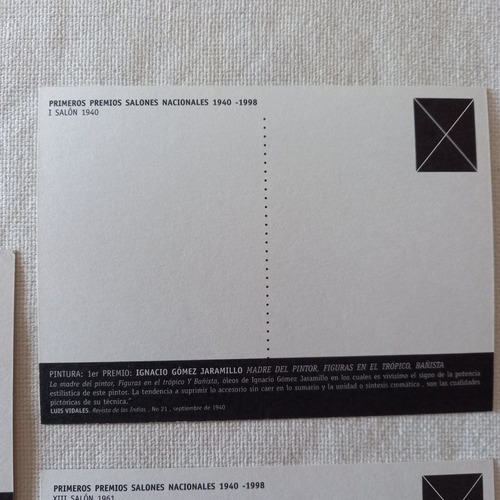 PRIMEROS PREMIOS SALONES NACIONALES 1940 -1998
I SALÓN 1940
PINTURA: 1er PREMIO: IGNACIO GÓMEZ JARAMILLO MADRE DEL PINTOR, FIGURAS EN EL TRÓPICO, BAÑISTA
La madre del pintor, Figuras en el trópico Y Bañista, óleos de Ignacio Gómez Jaramillo en los cuales es vivísimo el signo de la potencia
estilística de este pintor. La tendencia a suprimir lo accesorio sin caer en lo sumario y la unidad o síntesis cromática , son las cualidades
pictóricas de su técnica."
LUIS VIDALES. Revista de las Indias , No 21 , septiembre de 1940
PRIMEROS PREMIOS SALONES NACIONALES 1940 -1998
XIII SALÓN 1961